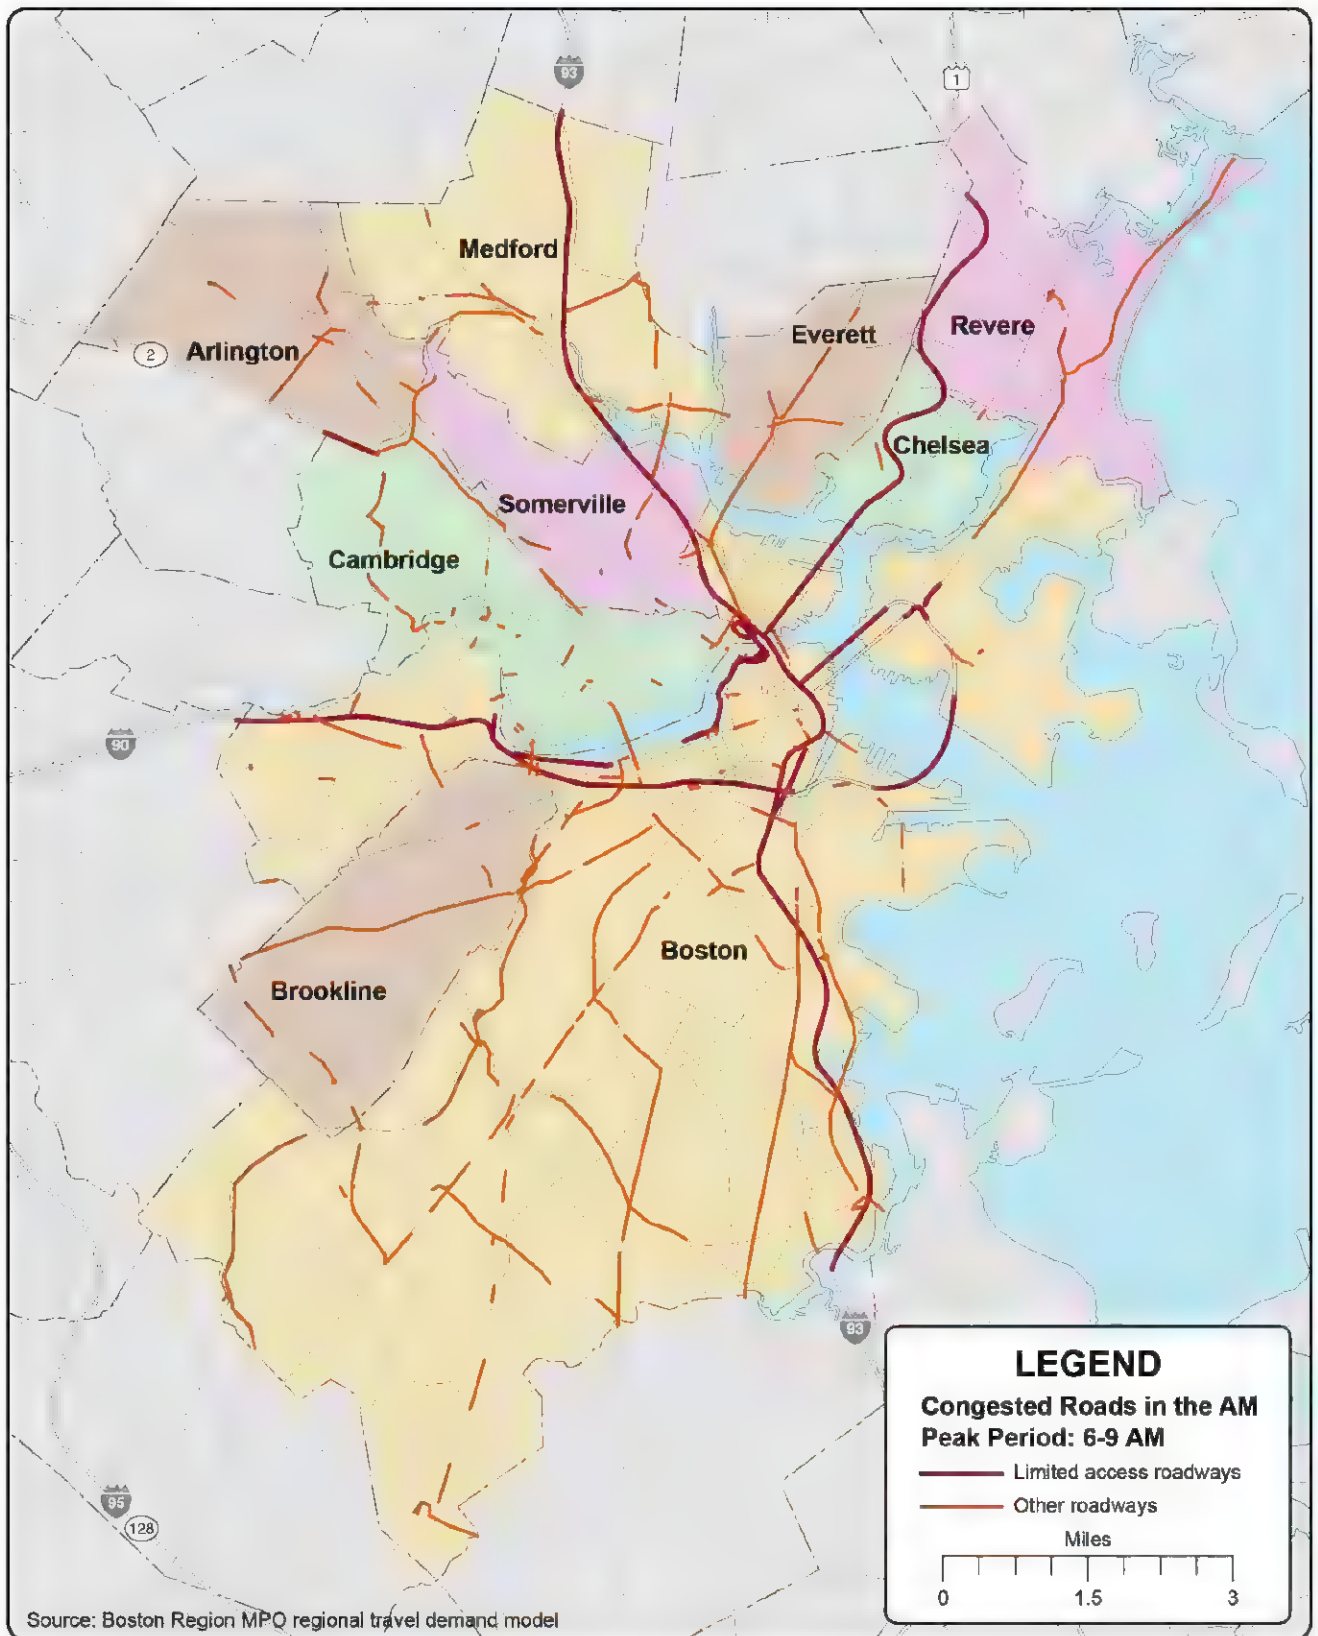 93
1
Medford
Everett
Revere
2
Arlington
Chelsea
Somerville
Cambridge
90
Boston
Brookline
93
LEGEND
Congested Roads in the AM
Peak Period: 6-9 AM
Limited access roadways
Other roadways
Miles
0 1.5 3
95
128
Source: Boston Region MPO regional travel demand model